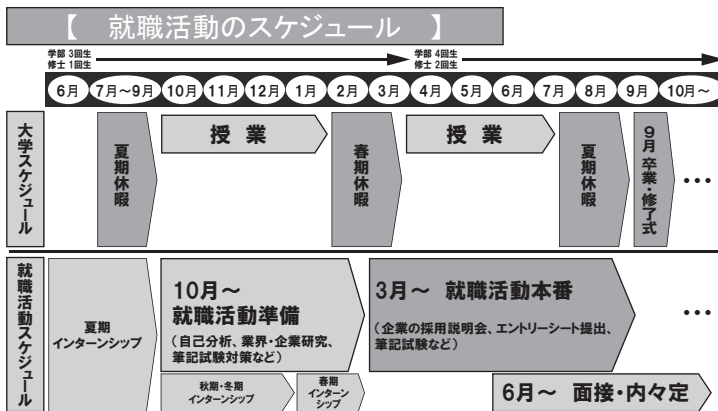 【 就職活動のスケジュール 】
学部 3回生
修士 1回生
学部 4回生
修士 2回生
6月 7月~9月 10月 11月 12月 1月 2月 3月 4月 5月 6月 7月 8月 9月 10月~
大学スケジュール
夏期休暇
授 業
春期休暇
授 業
夏期休暇
9月 卒業・修了式
…
就職活動スケジュール
夏期
インターンシップ
10月~
就職活動準備
(自己分析、業界・企業研究、
筆記試験対策など)
秋期・冬期
インターンシップ
春期
インターン
シップ
3月~ 就職活動本番
(企業の採用説明会、エントリーシート提出、
筆記試験など)
…
6月~ 面接・内々定